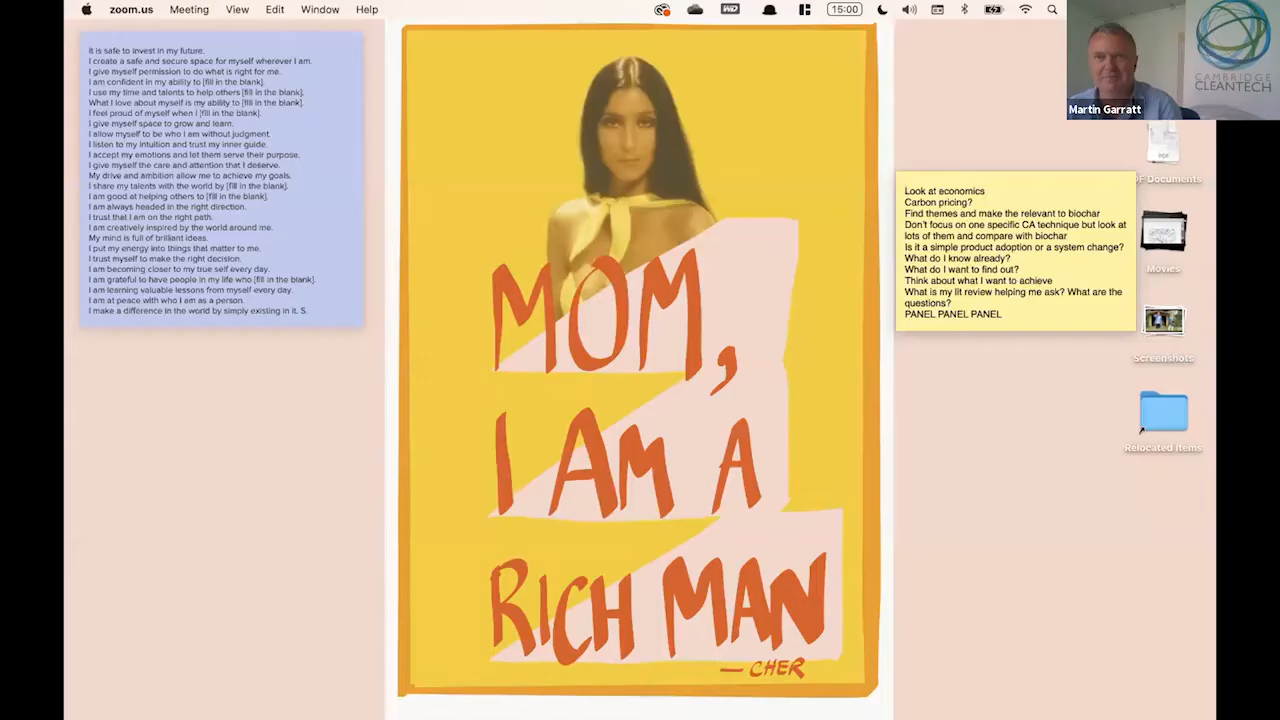 zoom.us Meeting View Edit Window Help
WD
15:00
It is safe to invest in my future.
I create a safe and secure space for myself wherever I am.
I give myself permission to do what is right for me.
I am confident in my ability to [fill in the blank].
I use my time and talents to help others [fill in the blank].
What I love about myself is my ability to [fill in the blank].
I feel proud of myself when I [fill in the blank].
I give myself space to grow and learn.
I allow myself to be who I am without judgment.
I listen to my intuition and trust my inner guide.
I accept my emotions and let them serve their purpose.
I give myself the care and attention that I deserve.
My drive and ambition allow me to achieve my goals.
I share my talents with the world by [fill in the blank].
I am good at helping others to [fill in the blank].
I am always headed in the right direction.
I trust that I am on the right path.
I am creatively inspired by the world around me.
My mind is full of brilliant ideas.
I put my energy into things that matter to me.
I trust myself to make the right decision.
I am becoming closer to my true self every day.
I am grateful to have people in my life who [fill in the blank].
I am learning valuable lessons from myself every day.
I am at peace with who I am as a person.
I make a difference in the world by simply existing in it. S.
MOM,
I AM A
RICH MAN
— CHER
Martin Garratt
CAMBRIDGE
CLEANTECH
PDF
DF Documents
Look at economics
Carbon pricing?
Find themes and make the relevant to biochar
Don't focus on one specific CA technique but look at
lots of them and compare with biochar
Is it a simple product adoption or a system change?
What do I know already?
What do I want to find out?
Think about what I want to achieve
What is my lit review helping me ask? What are the
questions?
PANEL PANEL PANEL
Movies
Screenshots
Relocated Items